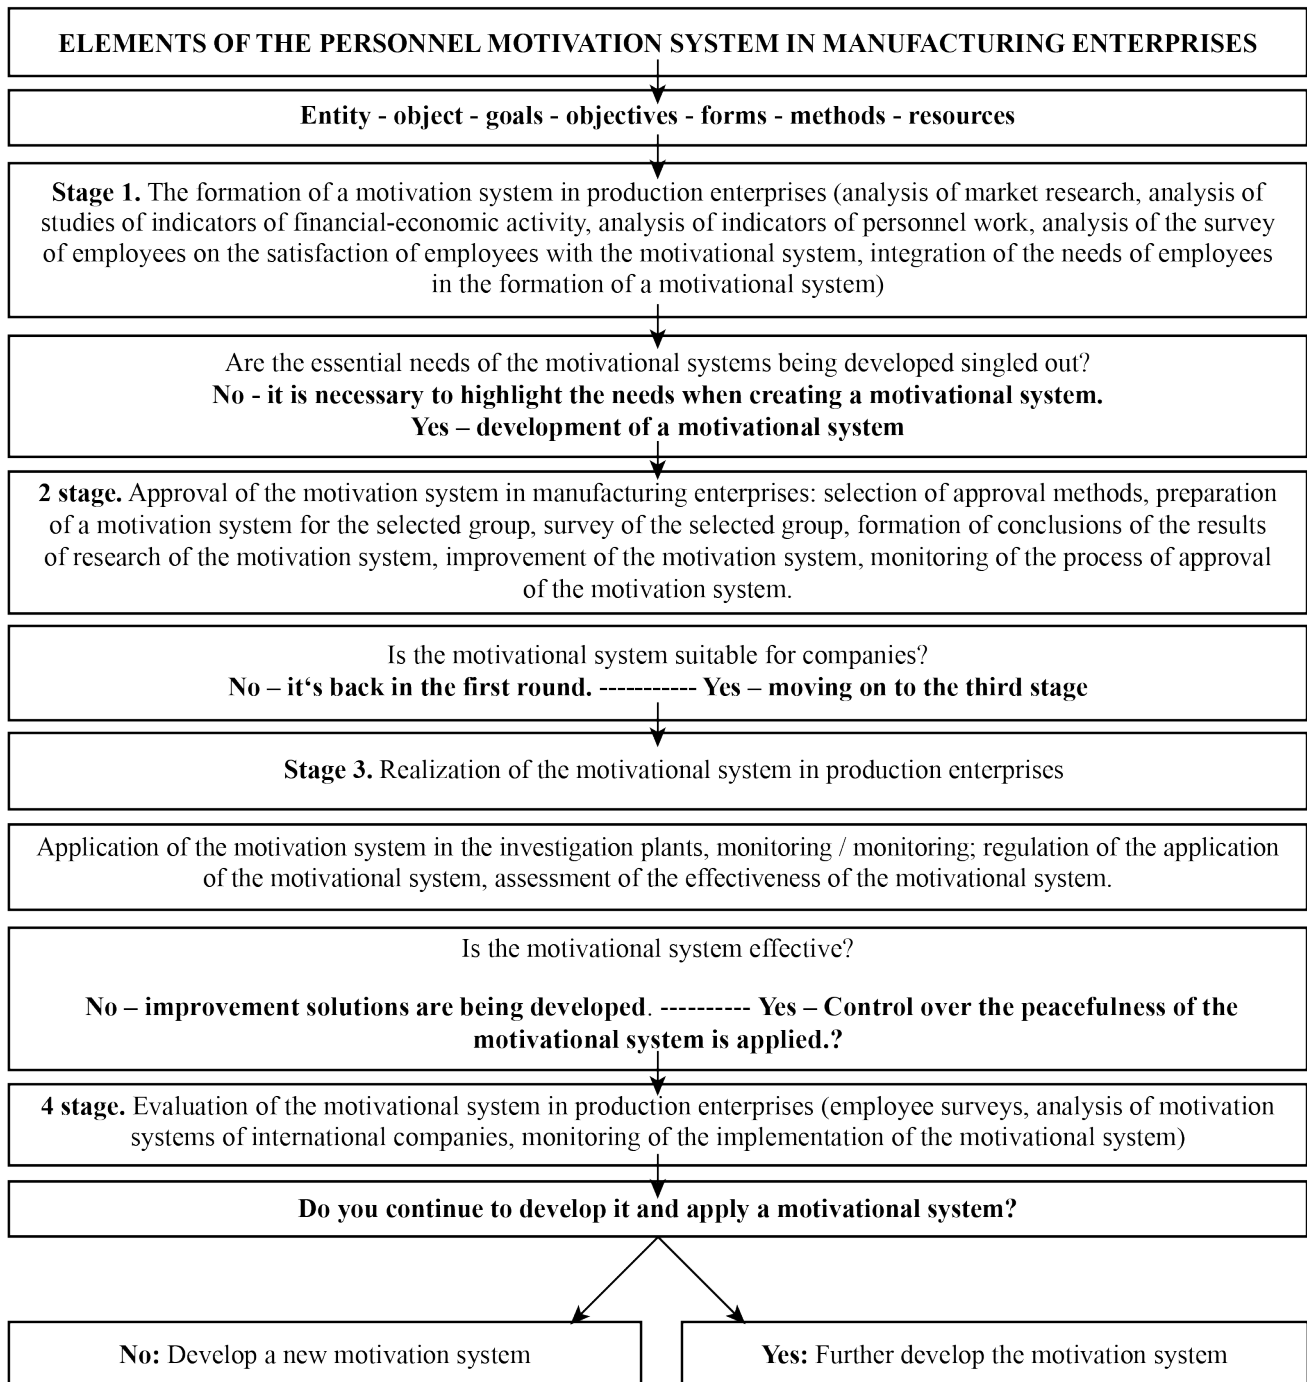 ELEMENTS OF THE PERSONNEL MOTIVATION SYSTEM IN MANUFACTURING ENTERPRISES
Entity - object - goals - objectives - forms - methods - resources
Stage 1. The formation of a motivation system in production enterprises (analysis of market research, analysis of
studies of indicators of financial-economic activity, analysis of indicators of personnel work, analysis of the survey
of employees on the satisfaction of employees with the motivational system, integration of the needs of employees
in the formation of a motivational system)
Are the essential needs of the motivational systems being developed singled out?
No - it is necessary to highlight the needs when creating a motivational system.
Yes – development of a motivational system
2 stage. Approval of the motivation system in manufacturing enterprises: selection of approval methods, preparation
of a motivation system for the selected group, survey of the selected group, formation of conclusions of the results
of research of the motivation system, improvement of the motivation system, monitoring of the process of approval
of the motivation system.
Is the motivational system suitable for companies?
No – it‘s back in the first round. ----------- Yes – moving on to the third stage
Stage 3. Realization of the motivational system in production enterprises
Application of the motivation system in the investigation plants, monitoring / monitoring; regulation of the application
of the motivational system, assessment of the effectiveness of the motivational system.
Is the motivational system effective?
No – improvement solutions are being developed. ---------- Yes – Control over the peacefulness of the
motivational system is applied.?
4 stage. Evaluation of the motivational system in production enterprises (employee surveys, analysis of motivation
systems of international companies, monitoring of the implementation of the motivational system)
Do you continue to develop it and apply a motivational system?
No: Develop a new motivation system
Yes: Further develop the motivation system